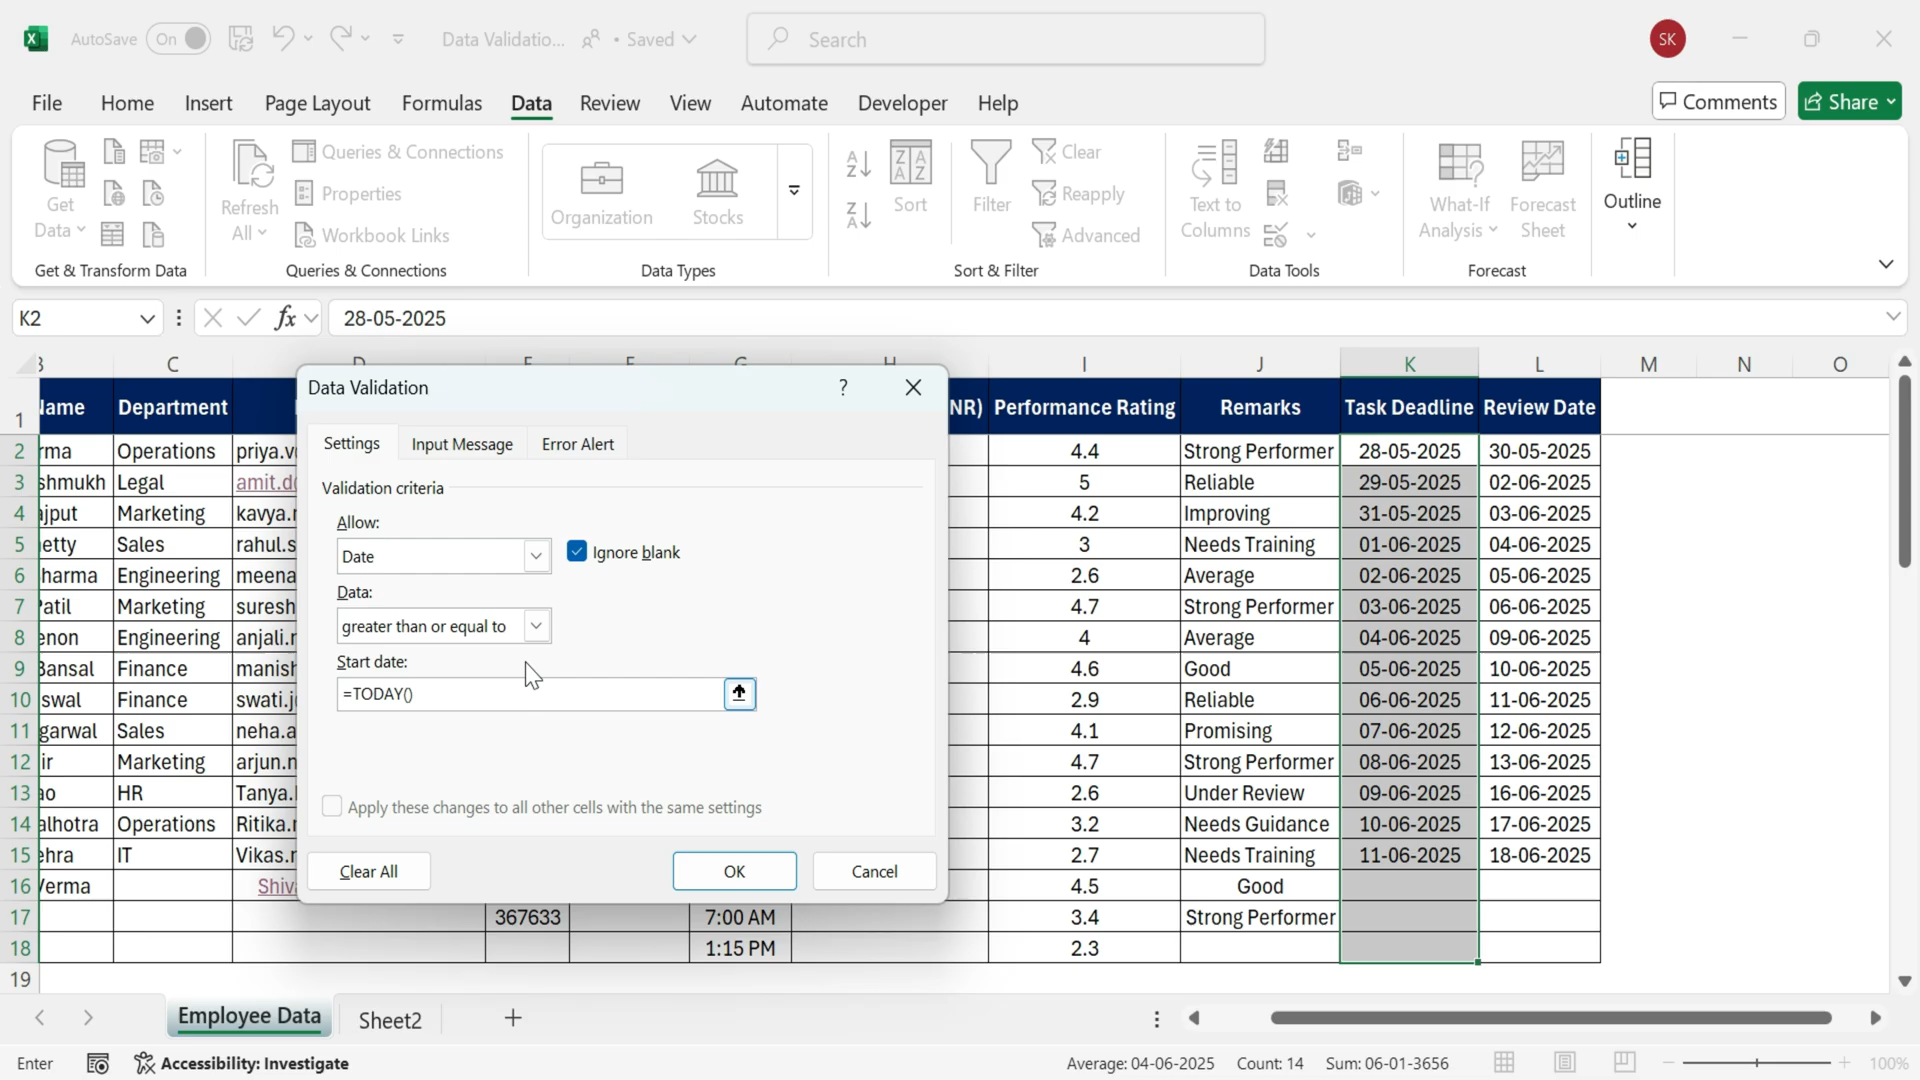 AutoSave On Data Validatio... • Saved Search SK
File Home Insert Page Layout Formulas Data Review View Automate Developer Help Comments Share
Get Data
Refresh All
Queries & Connections
Properties
Workbook Links
Organization Stocks
Sort
Filter
Clear
Reapply
Advanced
Text to Columns
What-If Analysis
Forecast Sheet
Outline
Get & Transform Data Queries & Connections Data Types Sort & Filter Data Tools Forecast
K2 fx 28-05-2025
C I J K L M N O
1 Department NR) Performance Rating Remarks Task Deadline Review Date
2 rma Operations priya.v 4.4 Strong Performer 28-05-2025 30-05-2025
3 shmukh Legal amit.d 5 Reliable 29-05-2025 02-06-2025
4 ajput Marketing kavya. 4.2 Improving 31-05-2025 03-06-2025
5 etty Sales rahul.s 3 Needs Training 01-06-2025 04-06-2025
6 harma Engineering meena 2.6 Average 02-06-2025 05-06-2025
7 Patil Marketing suresh 4.7 Strong Performer 03-06-2025 06-06-2025
8 enon Engineering anjali. 4 Average 04-06-2025 09-06-2025
9 Bansal Finance manish 4.6 Good 05-06-2025 10-06-2025
10 swal Finance swati.j 2.9 Reliable 06-06-2025 11-06-2025
11 garwal Sales neha.a 4.1 Promising 07-06-2025 12-06-2025
12 ir Marketing arjun. 4.7 Strong Performer 08-06-2025 13-06-2025
13 ao HR Tanya. 2.6 Under Review 09-06-2025 16-06-2025
14 alhotra Operations Ritika. 3.2 Needs Guidance 10-06-2025 17-06-2025
15 ehra IT Vikas. 2.7 Needs Training 11-06-2025 18-06-2025
16 Verma Shiv 4.5 Good
17 367633 7:00 AM 3.4 Strong Performer
18 1:15 PM 2.3
19
Data Validation ?
Settings Input Message Error Alert
Validation criteria
Allow:
Date Ignore blank
Data:
greater than or equal to
Start date:
=TODAY()
Apply these changes to all other cells with the same settings
Clear All OK Cancel
Employee Data Sheet2
Enter Accessibility: Investigate Average: 04-06-2025 Count: 14 Sum: 06-01-3656 100%